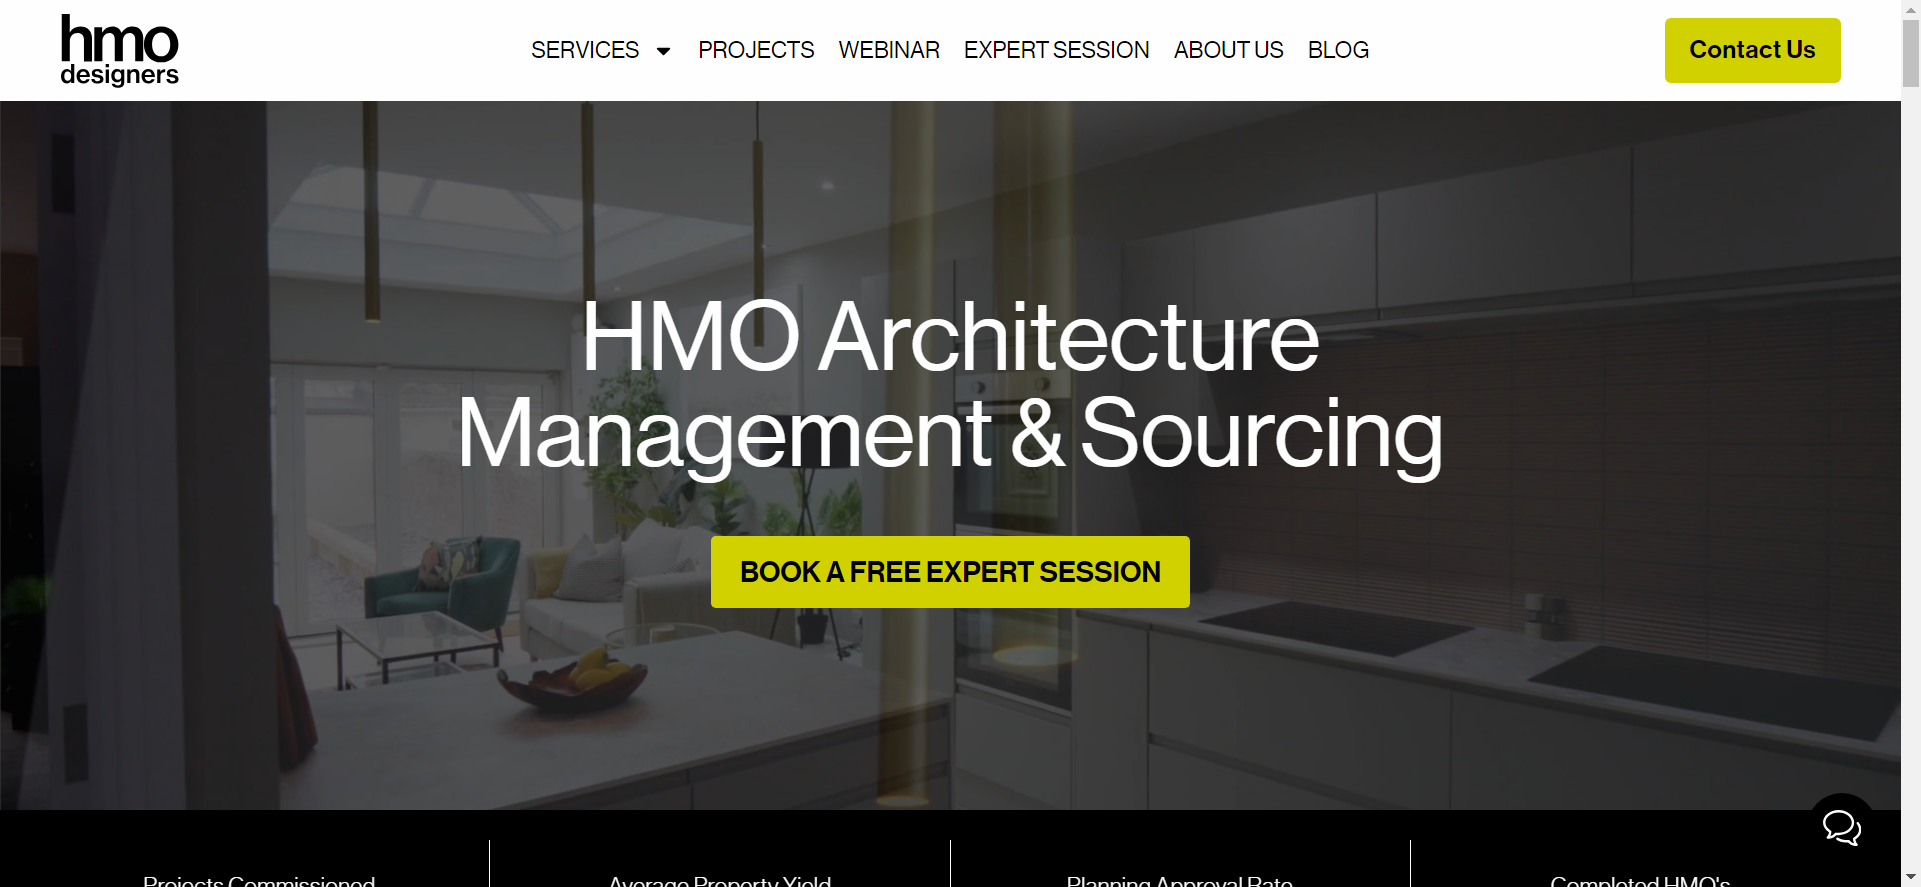 hmo
designers
SERVICES PROJECTS WEBINAR EXPERT SESSION ABOUT US BLOG
Contact Us
HMO Architecture
Management & Sourcing
BOOK A FREE EXPERT SESSION
Projects Commissioned Average Property Yield Planning Approval Rate Completed HMO's